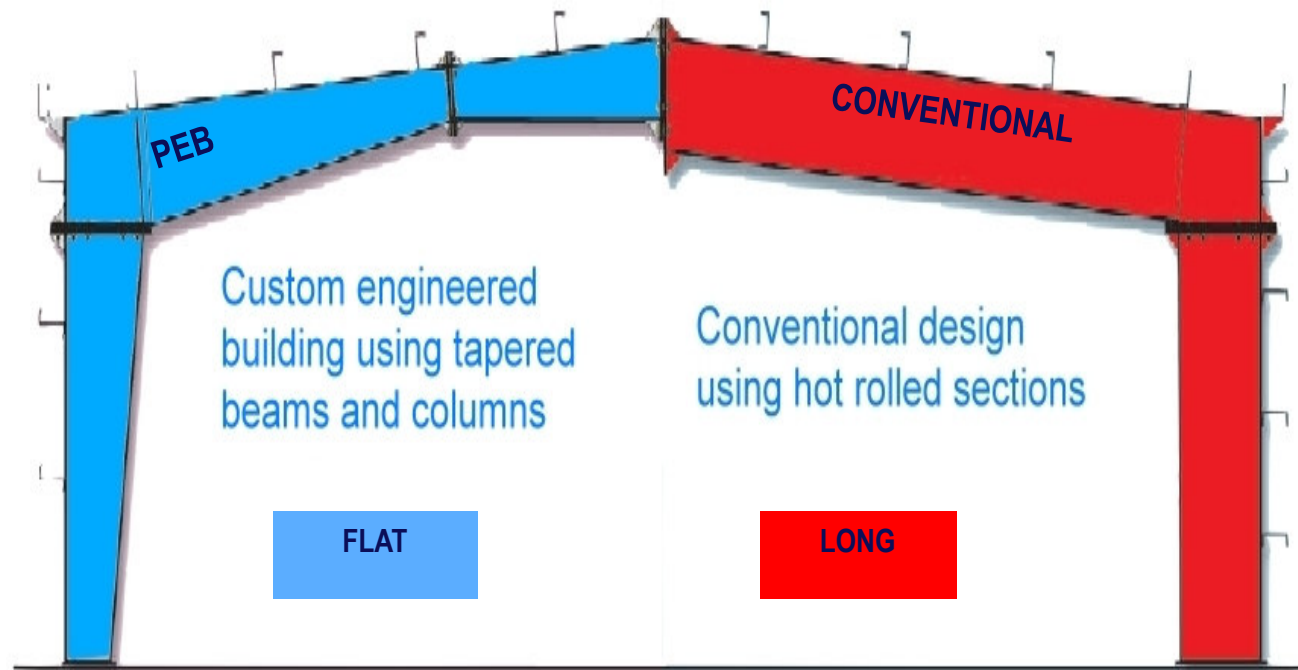 PEB
CONVENTIONAL
Custom engineered
building using tapered
beams and columns
Conventional design
using hot rolled sections
FLAT
LONG